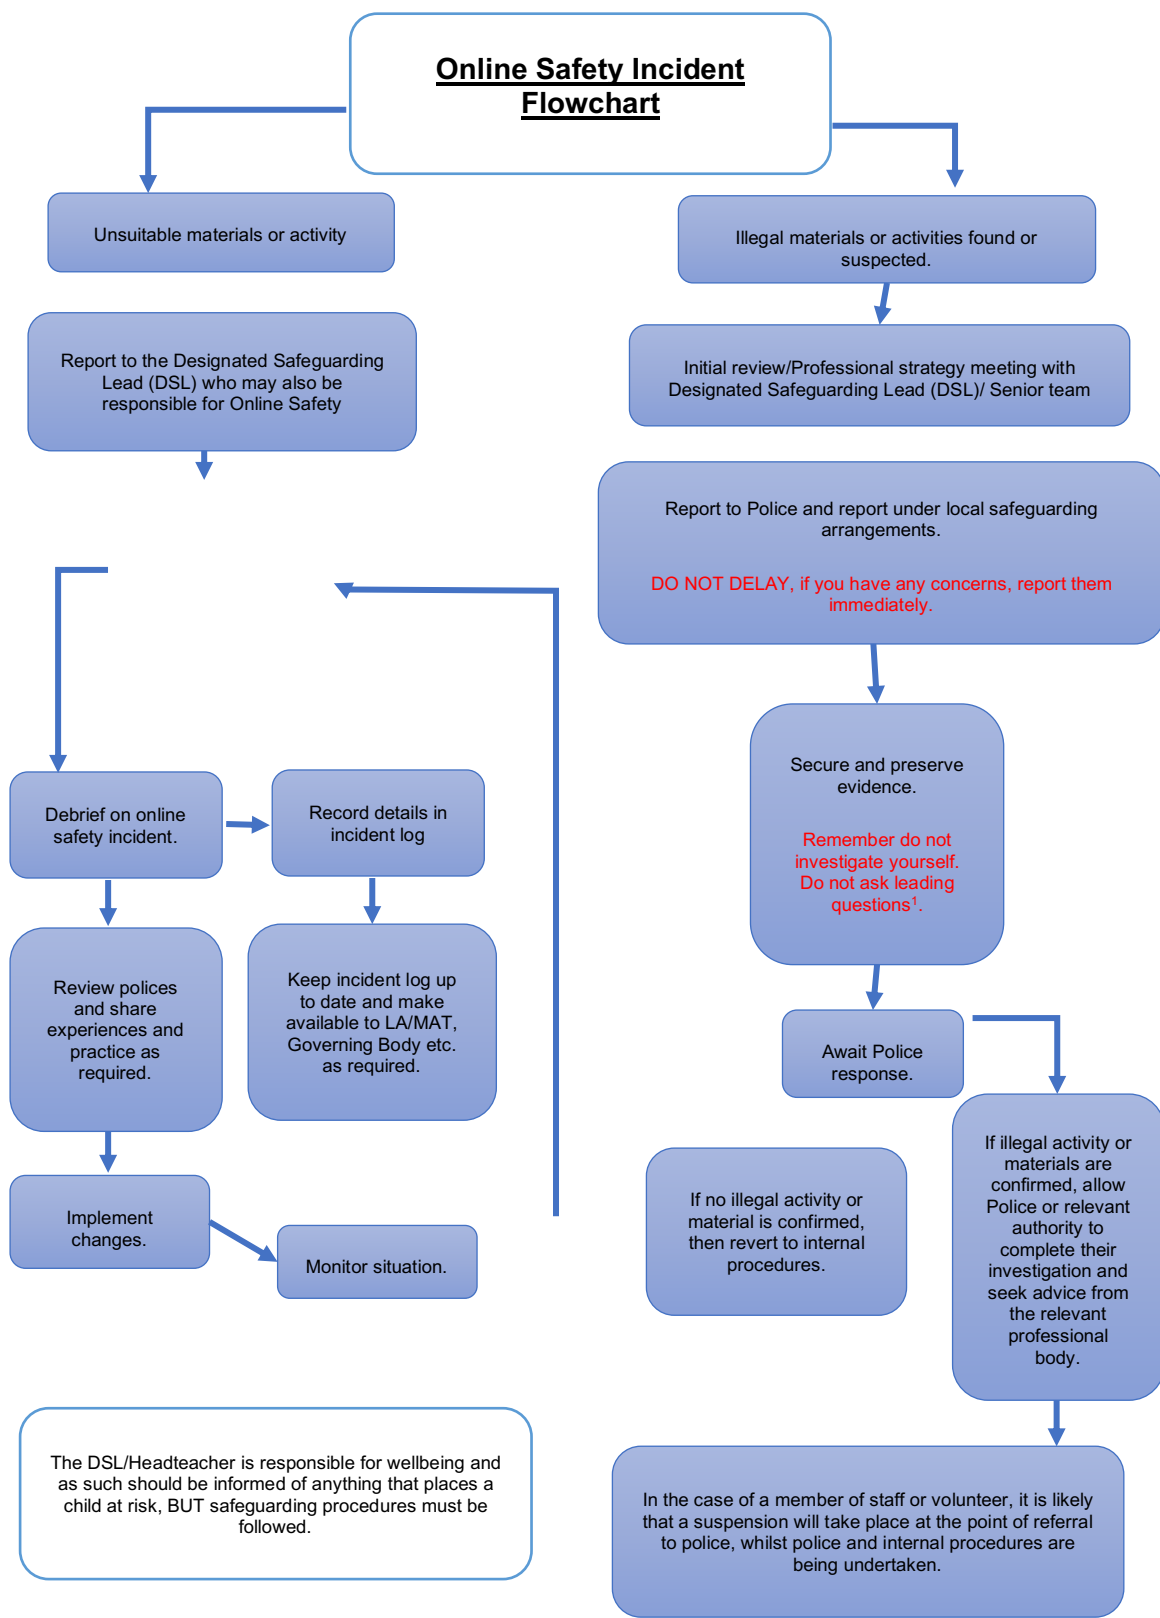 Online Safety Incident
Flowchart
Unsuitable materials or activity
Report to the Designated Safeguarding
Lead (DSL) who may also be
responsible for Online Safety
Debrief on online
safety incident.
Record details in
incident log
Review polices
and share
experiences and
practice as
required.
Keep incident log up
to date and make
available to LA/MAT,
Governing Body etc.
as required.
Implement
changes.
Monitor situation.
The DSL/Headteacher is responsible for wellbeing and
as such should be informed of anything that places a
child at risk, BUT safeguarding procedures must be
followed.
Illegal materials or activities found or
suspected.
Initial review/Professional strategy meeting with
Designated Safeguarding Lead (DSL)/ Senior team
Report to Police and report under local safeguarding
arrangements.
DO NOT DELAY, if you have any concerns, report them
immediately.
Secure and preserve
evidence.
Remember do not
investigate yourself.
Do not ask leading
questions¹.
Await Police
response.
If no illegal activity or
material is confirmed,
then revert to internal
procedures.
If illegal activity or
materials are
confirmed, allow
Police or relevant
authority to
complete their
investigation and
seek advice from
the relevant
professional
body.
In the case of a member of staff or volunteer, it is likely
that a suspension will take place at the point of referral
to police, whilst police and internal procedures are
being undertaken.